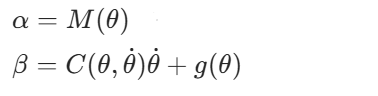 α = M(θ)
β = C(θ, θ̇)θ̇ + g(θ)